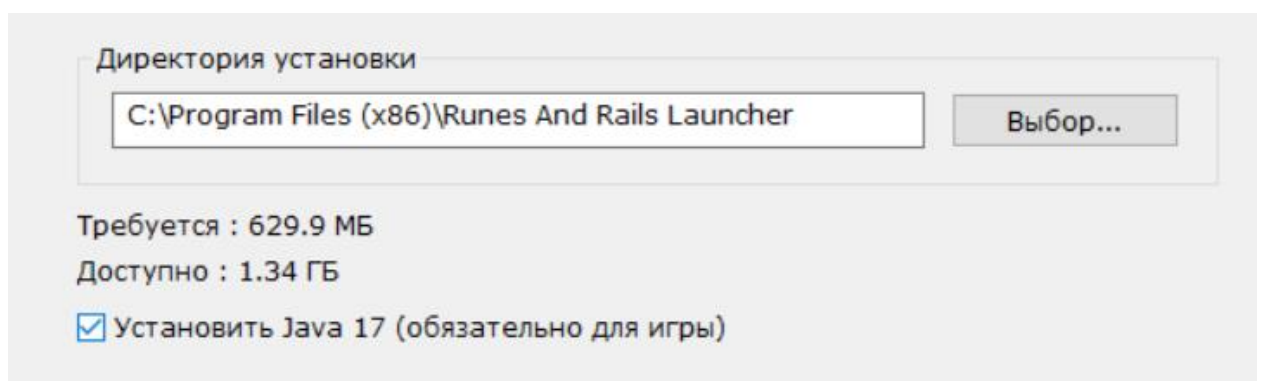 Директория установки
C:\Program Files (x86)\Runes And Rails Launcher
Выбор...
Требуется : 629.9 МБ
Доступно : 1.34 ГБ
Установить Java 17 (обязательно для игры)